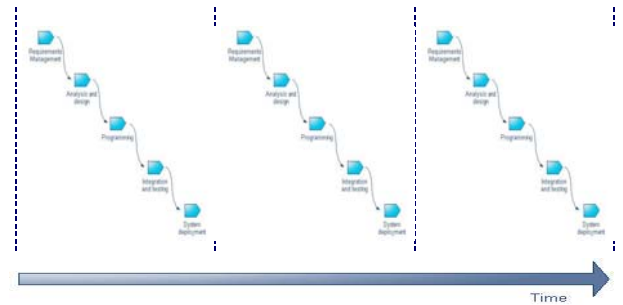 Requirements
Management
Analysis and
design
Programming
Integration
and testing
System
deployment
Requirements
Management
Analysis and
design
Programming
Integration
and testing
System
deployment
Requirements
Management
Analysis and
design
Programming
Integration
and testing
System
deployment
Time